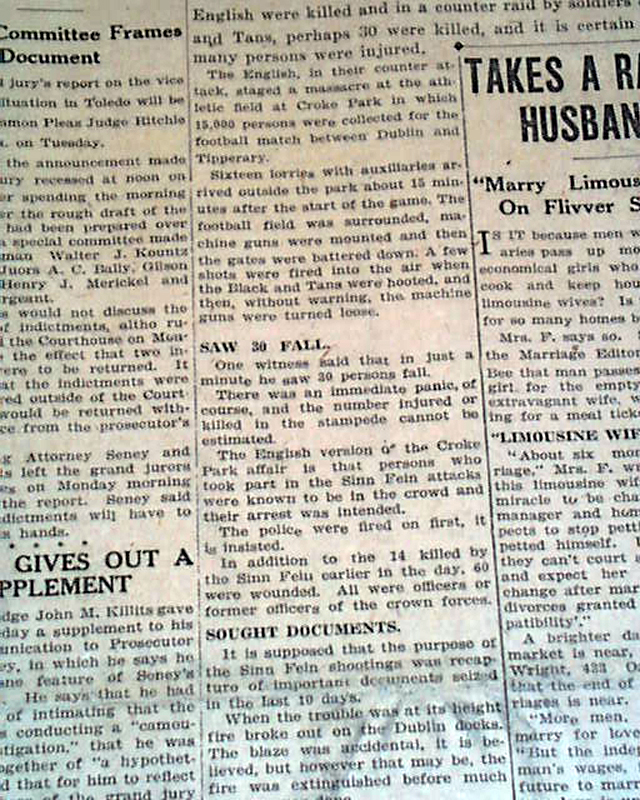 Committee Frames
Document
jury's report on the vice
situation in Toledo will be
Common Pleas Judge Ritchie
on Tuesday.
the announcement made
jury recessed at noon on
er spending the morning
er the rough draft of the
had been prepared over
a special committee made
man Walter J. Kountz
Juors A. C. Bally, Gilson
Henry J. Merickel and
rgeant.
s would not discuss the
of indictments, altho ru-
the Courthouse on Mon-
the effect that two in-
ere to be returned. It
at the indictments were
red outside of the Court
would be returned with-
ce from the prosecutor's
g Attorney Seney and
s left the grand jurors
s on Monday morning
the report. Seney said
dictments will have to
s hands.
GIVES OUT A
PPLEMENT
dge John M. Killits gave
day a supplement to his
unication to Prosecutor
ey, in which he says he
ne feature of Seney's
He says that he had
of intimating that the
s conducting a "camou-
tigation," that he was
ogether of "a hypothet-
d that for him to reflect
of the grand jury
English were killed and in a counter raid by soldiers
and Tans, perhaps 30 were killed, and it is certain
many persons were injured.
The English, in their counter at-
tack, staged a massacre at the ath-
letic field at Croke Park in which
15,000 persons were collected for the
football match between Dublin and
Tipperary.
Sixteen lorries with auxiliaries ar-
rived outside the park about 15 min-
utes after the start of the game. The
football field was surrounded, ma-
chine guns were mounted and then
the gates were battered down. A few
shots were fired into the air when
the Black and Tans were hooted, and
then, without warning, the machine
guns were turned loose.
SAW 30 FALL.
One witness said that in just a
minute he saw 30 persons fall.
There was an immediate panic, of
course, and the number injured or
killed in the stampede cannot be
estimated.
The English version of the Croke
Park affair is that persons who
took part in the Sinn Fein attacks
were known to be in the crowd and
their arrest was intended.
The police were fired on first, it
is insisted.
In addition to the 14 killed by
the Sinn Fein earlier in the day, 60
were wounded. All were officers or
former officers of the crown forces.
SOUGHT DOCUMENTS.
It is supposed that the purpose of
the Sinn Fein shootings was recap-
ture of important documents seized
in the last 10 days.
When the trouble was at its height
fire broke out on the Dublin docks.
The blaze was accidental, it is be-
lieved, but however that may be, the
fire was extinguished before much
TAKES A RA
HUSBAN
"Marry Limous
On Flivver S
IS IT because men w
aries pass up mo
economical girls who
cook and keep hou
limousine wives? Is
for so many homes b
Mrs. F. says so.
the Marriage Editor
Bee that man passes
girl for the empty
extravagant wife, w
ing for a meal ticke
"LIMOUSINE WIF
"About six mon
riage," Mrs. F. w
this limousine wif
miracle to be cha
manager and hom
pects to stop petti
petted himself.
they can't court a
and expect her
change after mar
divorces granted
patibility'."
A brighter da
market is near,
Wright, 423 O
that the end of
riages is near.
"More men,
marry for love
"But the inde
man's wages,
future to mar